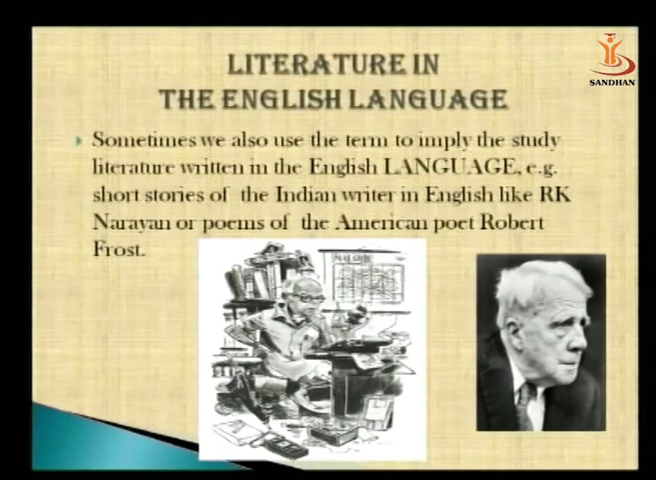 LITERATURE IN
THE ENGLISH LANGUAGE
SANDHAN
Sometimes we also use the term to imply the study
literature written in the English LANGUAGE, e.g.
short stories of the Indian writer in English like RK
Narayan or poems of the American poet Robert
Frost.
MALGUDI